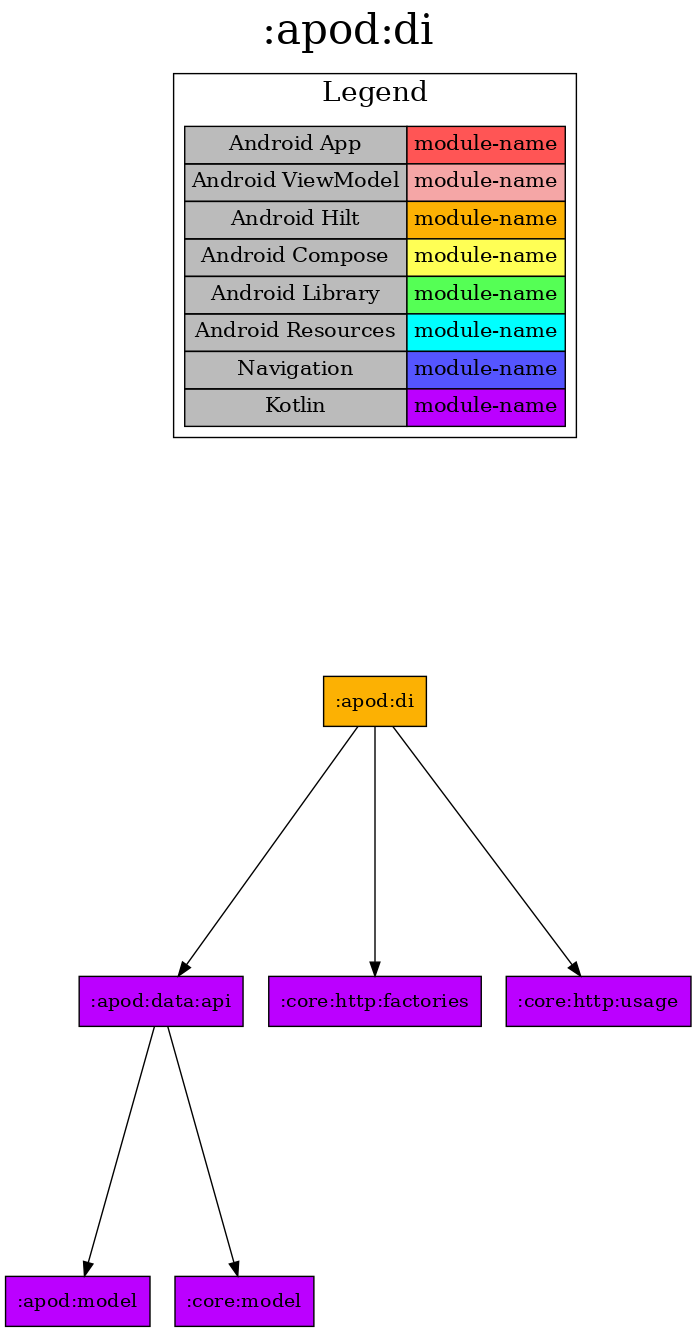 :apod:di
Legend
Android App module-name
Android ViewModel module-name
Android Hilt module-name
Android Compose module-name
Android Library module-name
Android Resources module-name
Navigation module-name
Kotlin module-name
:apod:di
:apod:data:api :core:http:factories :core:http:usage
:apod:model :core:model